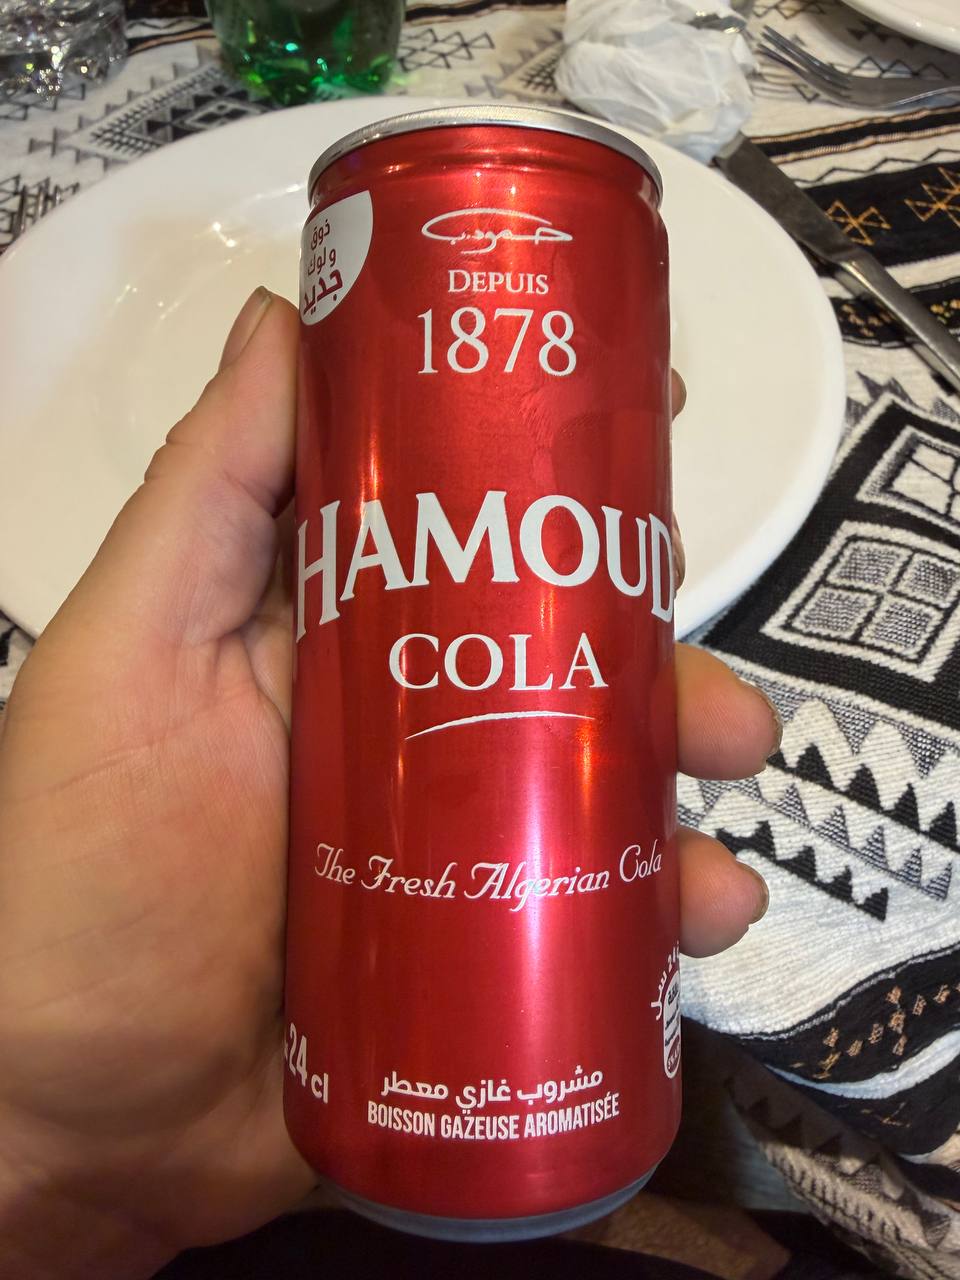 ذوق
ولوك
جديد
حمود.ب
DEPUIS
1878
HAMOUD
COLA
The Fresh Algerian Cola
24 cl
مشروب غازي معطر
BOISSON GAZEUSE AROMATISÉE